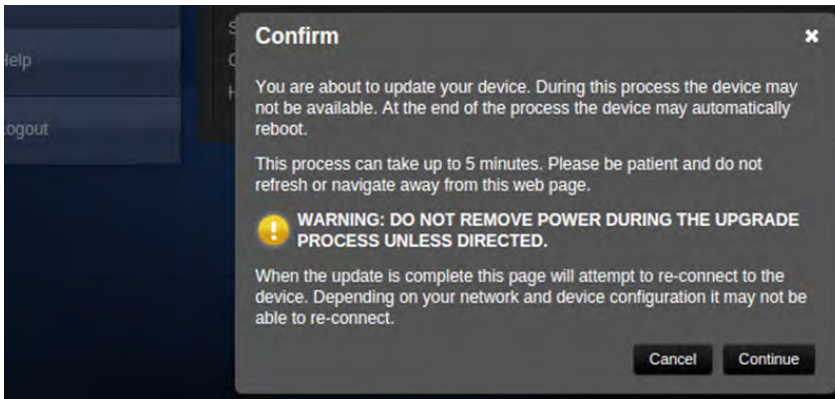 Confirm
You are about to update your device. During this process the device may
not be available. At the end of the process the device may automatically
reboot.
This process can take up to 5 minutes. Please be patient and do not
refresh or navigate away from this web page.
WARNING: DO NOT REMOVE POWER DURING THE UPGRADE
PROCESS UNLESS DIRECTED.
When the update is complete this page will attempt to re-connect to the
device. Depending on your network and device configuration it may not be
able to re-connect.
Cancel Continue
Help
Logout